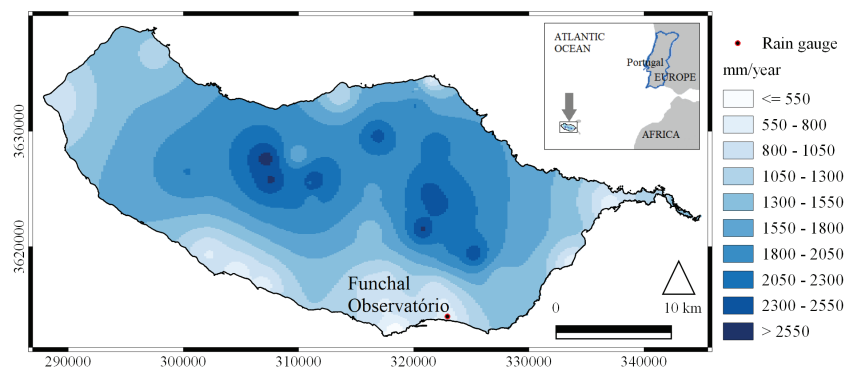 ATLANTIC
OCEAN
Portugal
EUROPE
AFRICA
Rain gauge
mm/year
<= 550
550 - 800
800 - 1050
1050 - 1300
1300 - 1550
1550 - 1800
1800 - 2050
2050 - 2300
2300 - 2550
> 2550
3630000
3620000
Funchal
Observatório
0
10 km
290000
300000
310000
320000
330000
340000